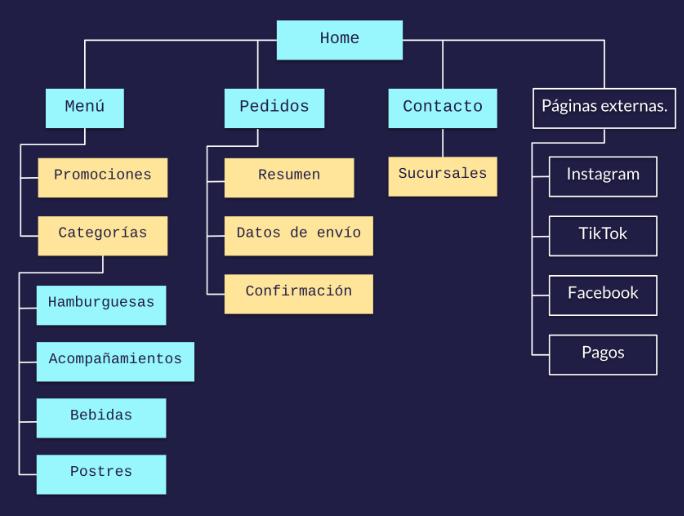 Home
Menú
Promociones
Categorías
Hamburguesas
Acompañamientos
Bebidas
Postres
Pedidos
Resumen
Datos de envío
Confirmación
Contacto
Sucursales
Páginas externas.
Instagram
TikTok
Facebook
Pagos